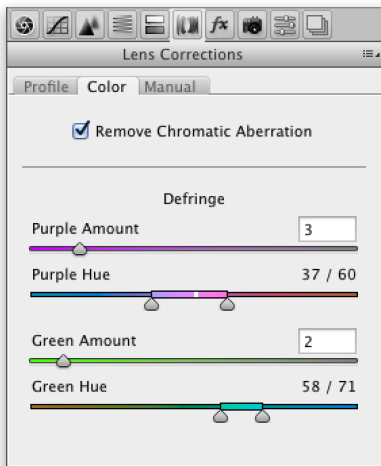 fx
Lens Corrections
Profile Color Manual
Remove Chromatic Aberration
Defringe
Purple Amount 3
Purple Hue 37 / 60
Green Amount 2
Green Hue 58 / 71